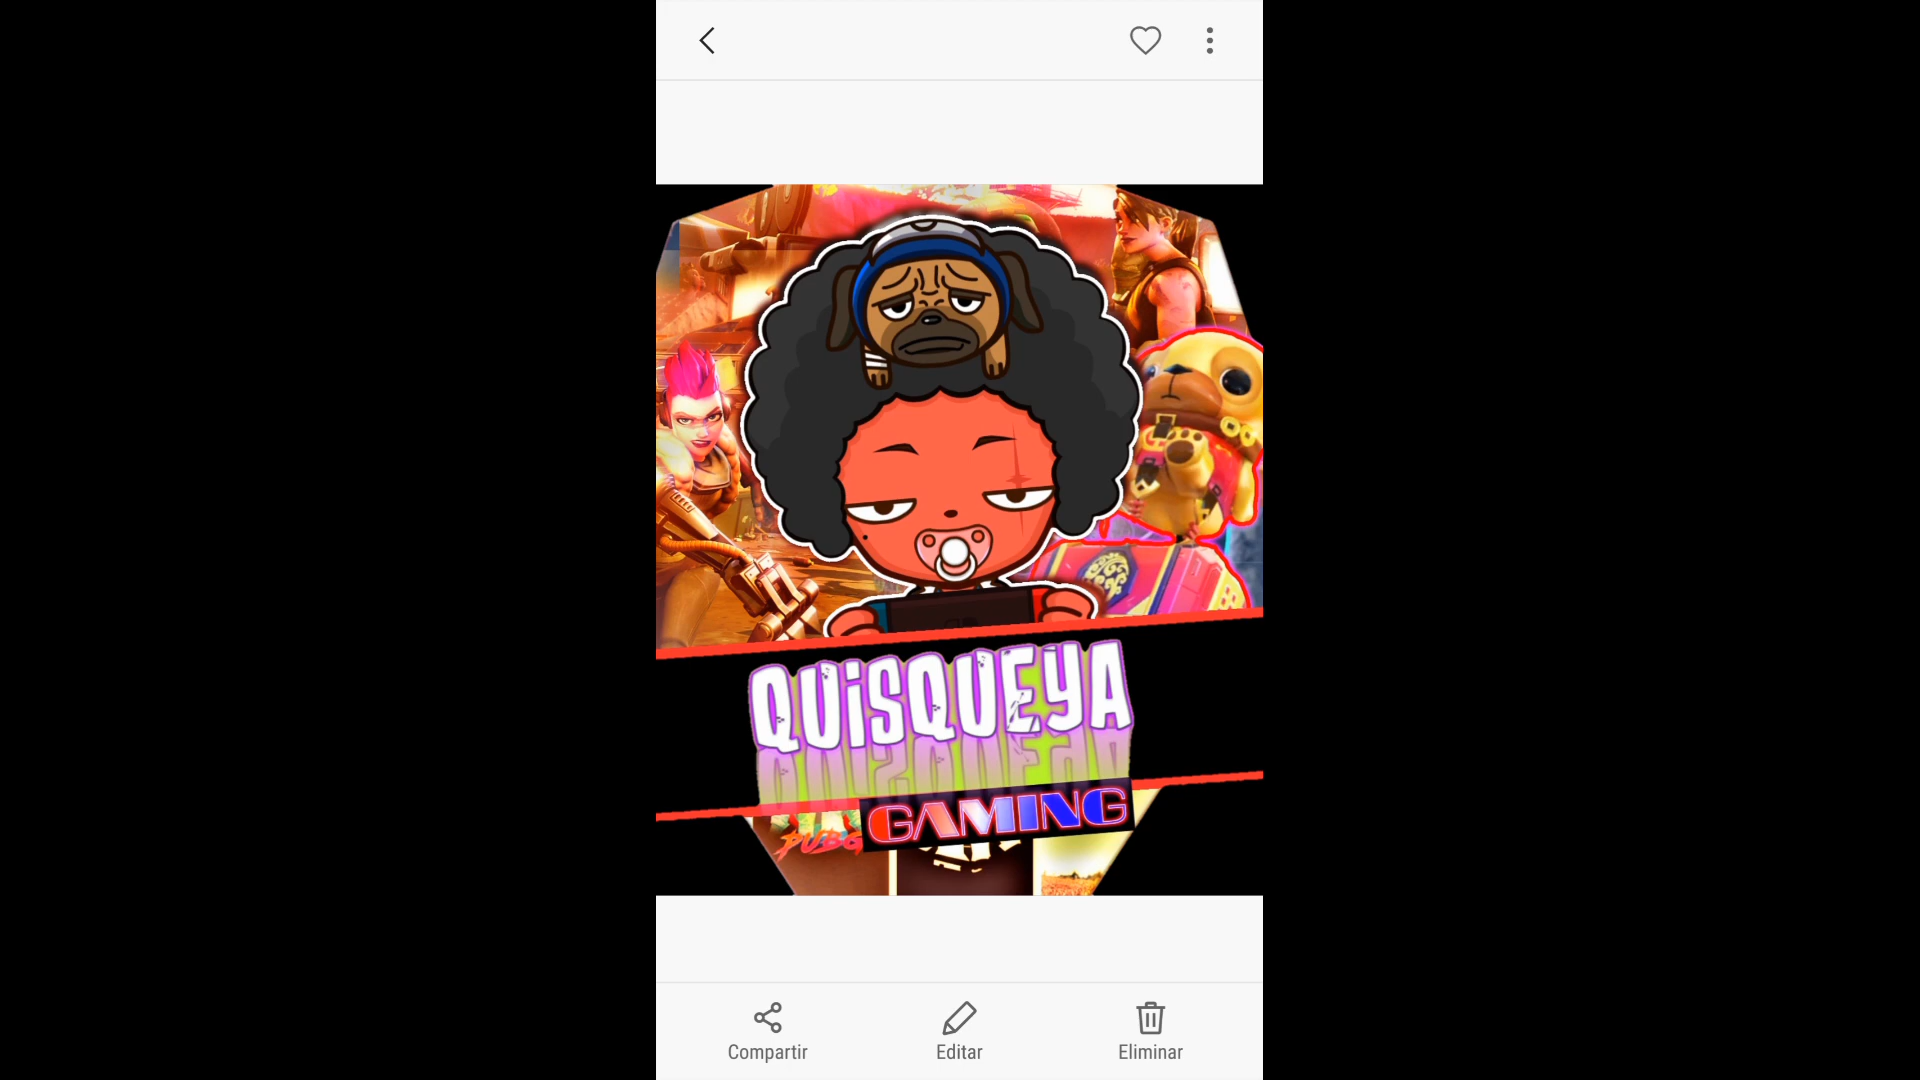 QUiSQUEYA
PUBG
GAMING
Compartir
Editar
Eliminar